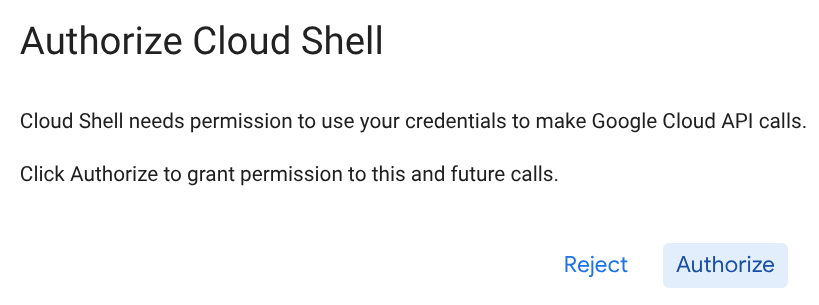 Authorize Cloud Shell
Cloud Shell needs permission to use your credentials to make Google Cloud API calls.
Click Authorize to grant permission to this and future calls.
Reject Authorize